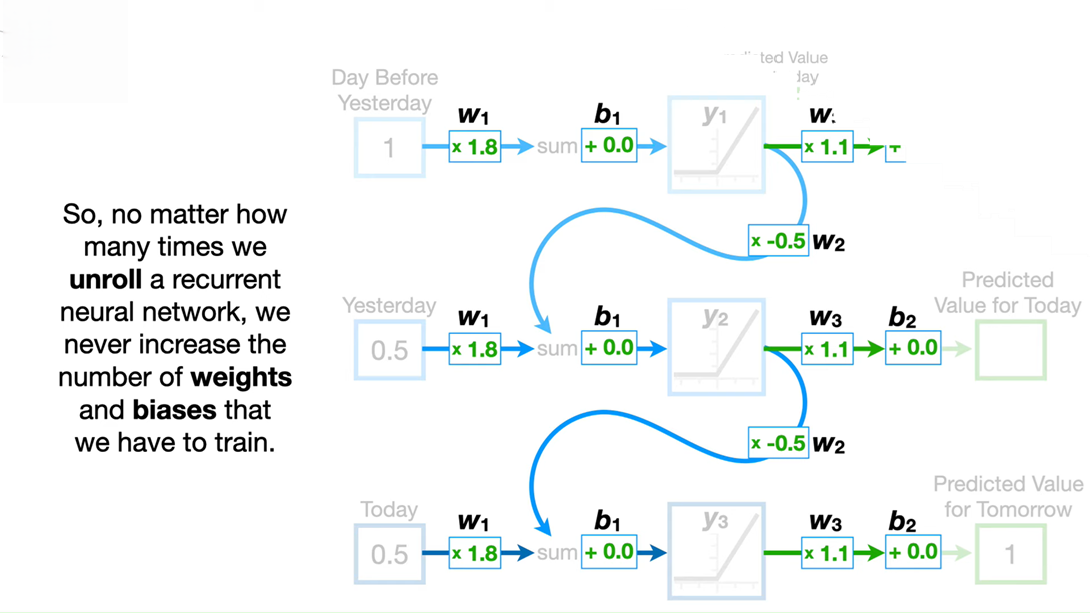 Day Before
Yesterday
1
w1
x 1.8
sum
b1
+ 0.0
y1
w
x 1.1
+
Value
x -0.5 w2
So, no matter how
many times we
unroll a recurrent
neural network, we
never increase the
number of weights
and biases that
we have to train.
Yesterday
0.5
w1
x 1.8
sum
b1
+ 0.0
y2
w3
x 1.1
b2
+ 0.0
Predicted
Value for Today
x -0.5 w2
Today
0.5
w1
x 1.8
sum
b1
+ 0.0
y3
w3
x 1.1
b2
+ 0.0
Predicted Value
for Tomorrow
1